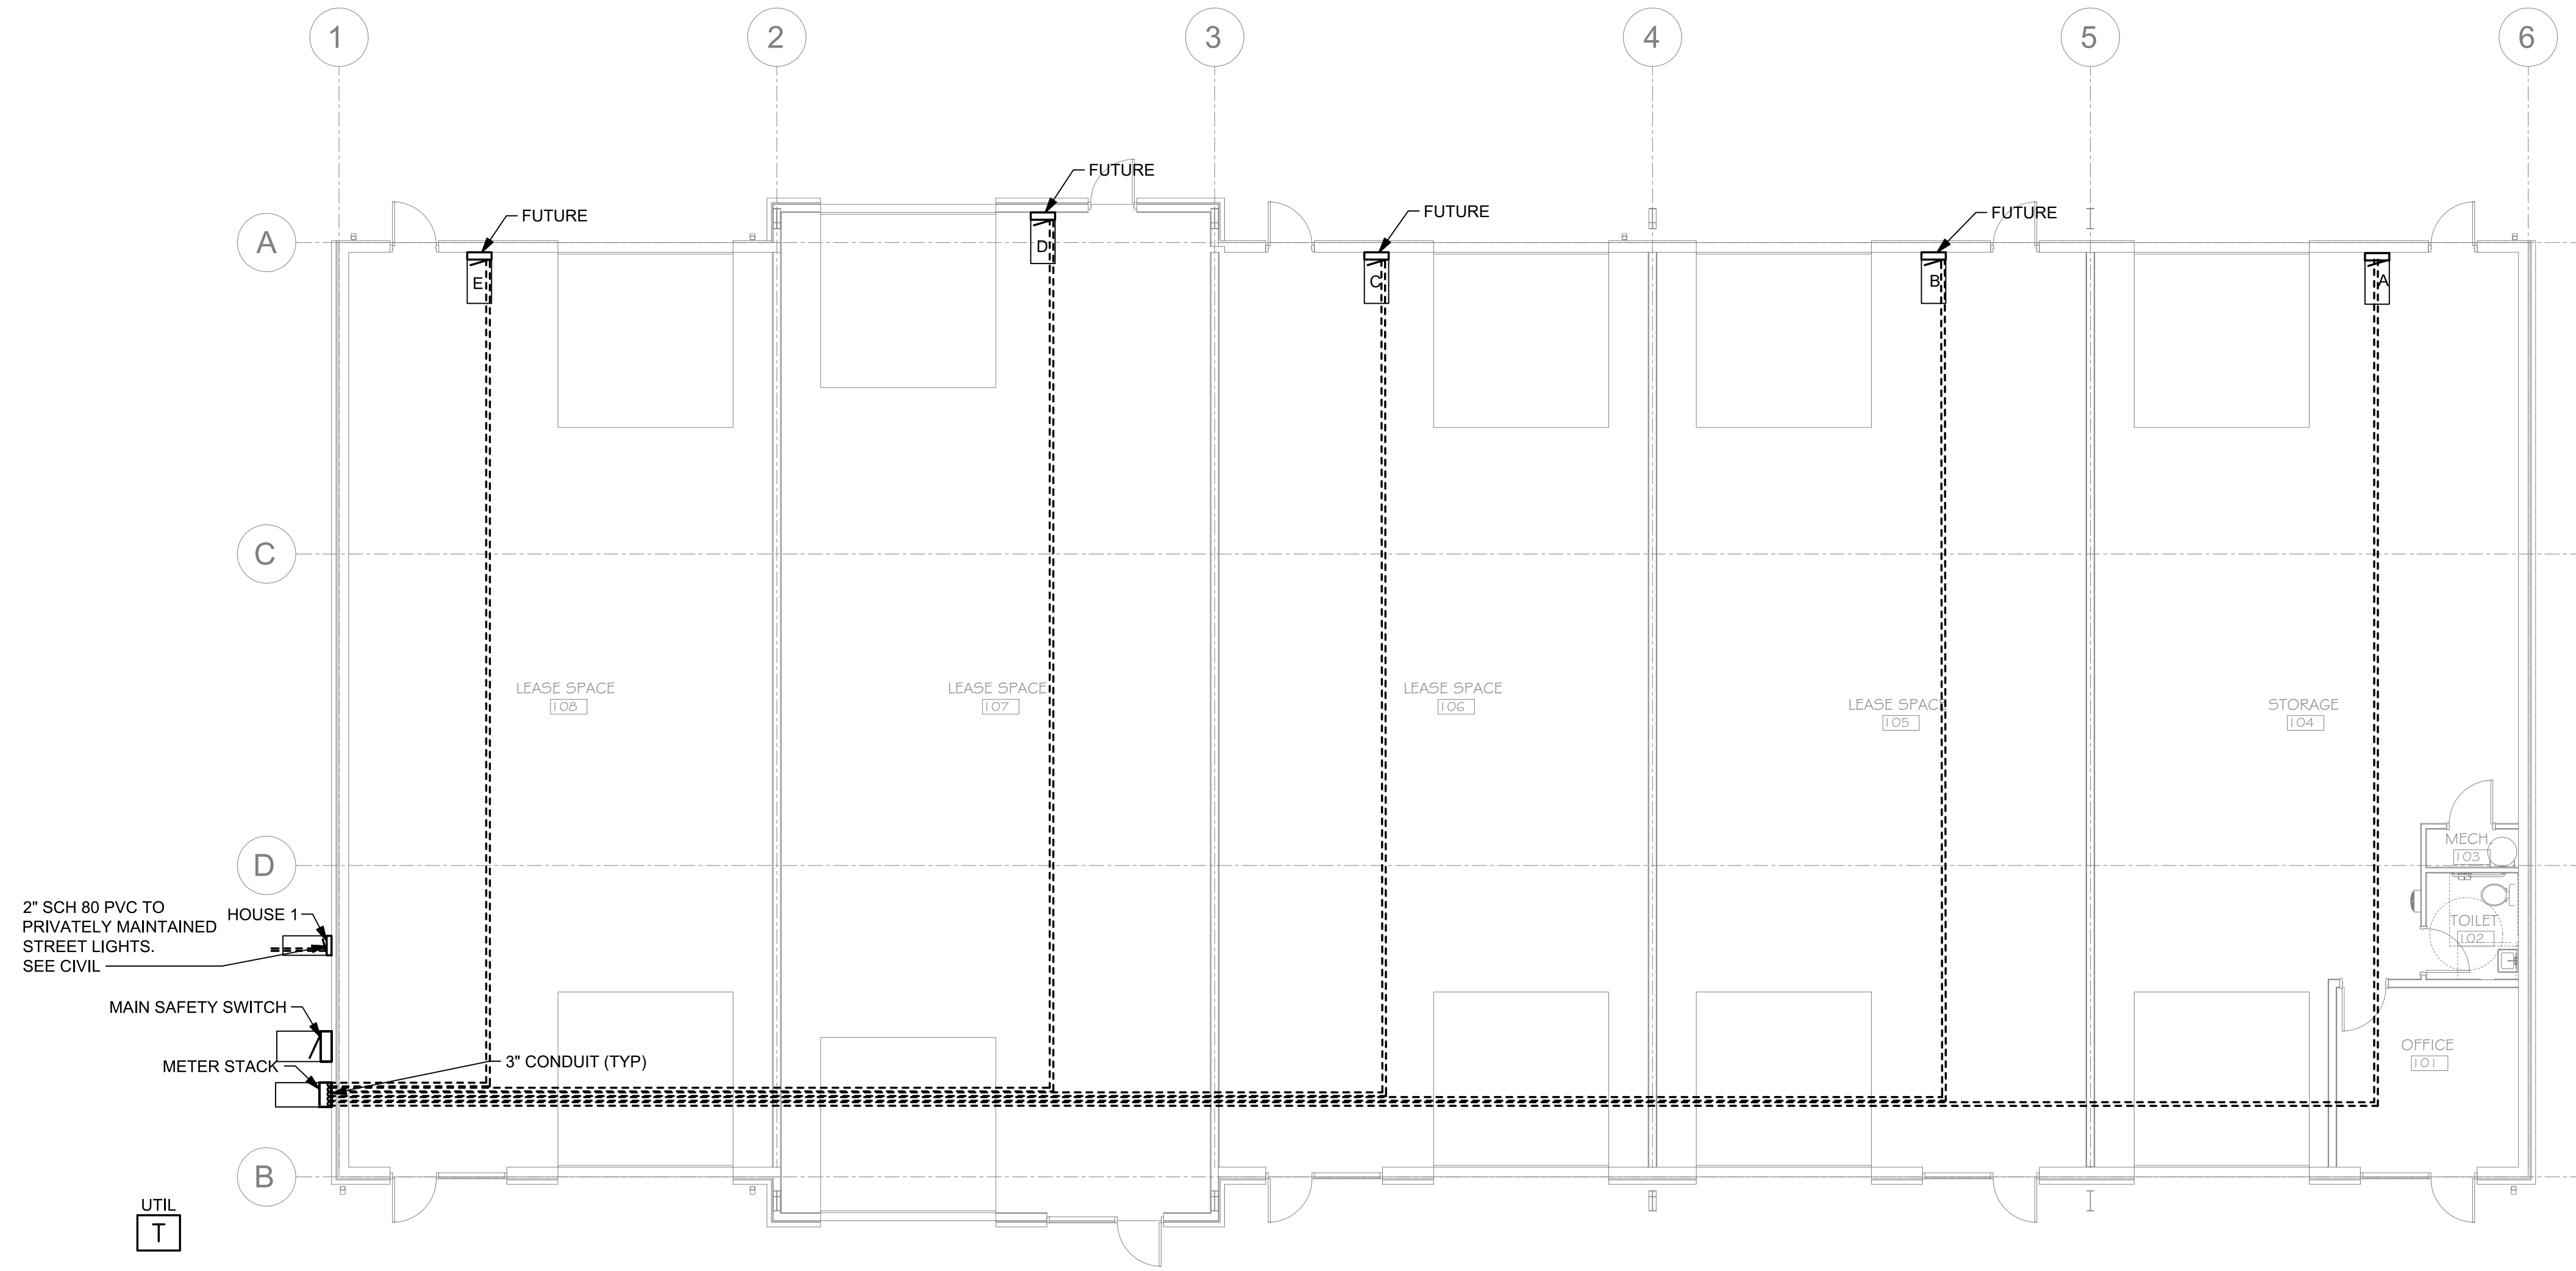 1
2
3
4
5
6
FUTURE
FUTURE
FUTURE
FUTURE
A
E
D
C
B
A
C
LEASE SPACE
108
LEASE SPACE
107
LEASE SPACE
106
LEASE SPACE
105
STORAGE
104
D
MECH.
103
TOILET
102
OFFICE
101
2" SCH 80 PVC TO
PRIVATELY MAINTAINED
STREET LIGHTS.
SEE CIVIL
HOUSE 1
MAIN SAFETY SWITCH
METER STACK
3" CONDUIT (TYP)
B
UTIL
T